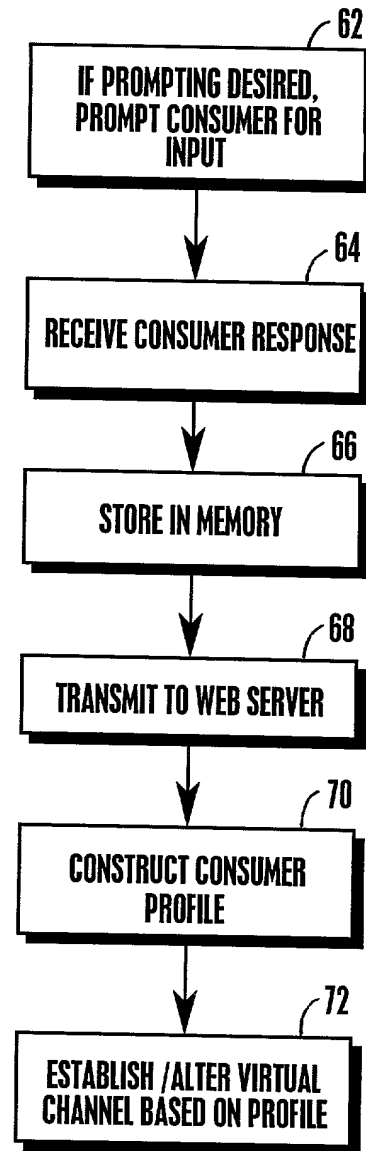 62
IF PROMPTING DESIRED,
PROMPT CONSUMER FOR
INPUT
64
RECEIVE CONSUMER RESPONSE
66
STORE IN MEMORY
68
TRANSMIT TO WEB SERVER
70
CONSTRUCT CONSUMER
PROFILE
72
ESTABLISH /ALTER VIRTUAL
CHANNEL BASED ON PROFILE